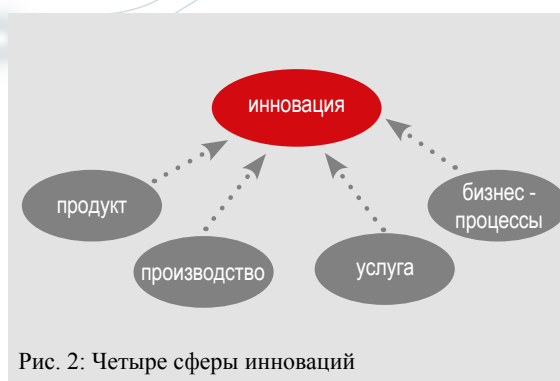 инновация
продукт
производство
услуга
бизнес -
процессы
Рис. 2: Четыре сферы инноваций